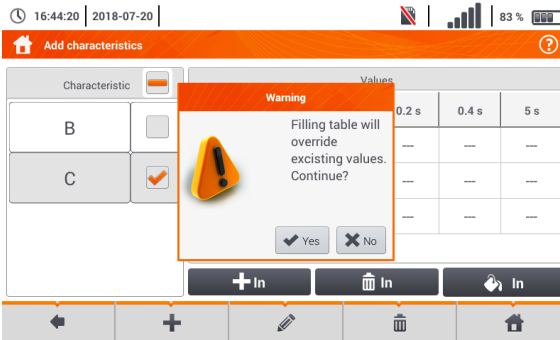 16:44:20 2018-07-20 83 %
Add characteristics
Characteristic
Values
0.2 s 0.4 s 5 s
B
--- --- ---
C
--- --- ---
--- --- ---
Warning
Filling table will
override
excisting values.
Continue?
Yes No
In In In